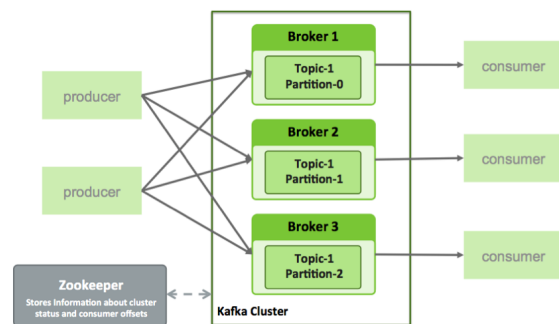 Broker 1
Topic-1
Partition-0
producer
consumer
Broker 2
Topic-1
Partition-1
producer
consumer
Broker 3
Topic-1
Partition-2
consumer
Zookeeper
Stores Information about cluster
status and consumer offsets
Kafka Cluster